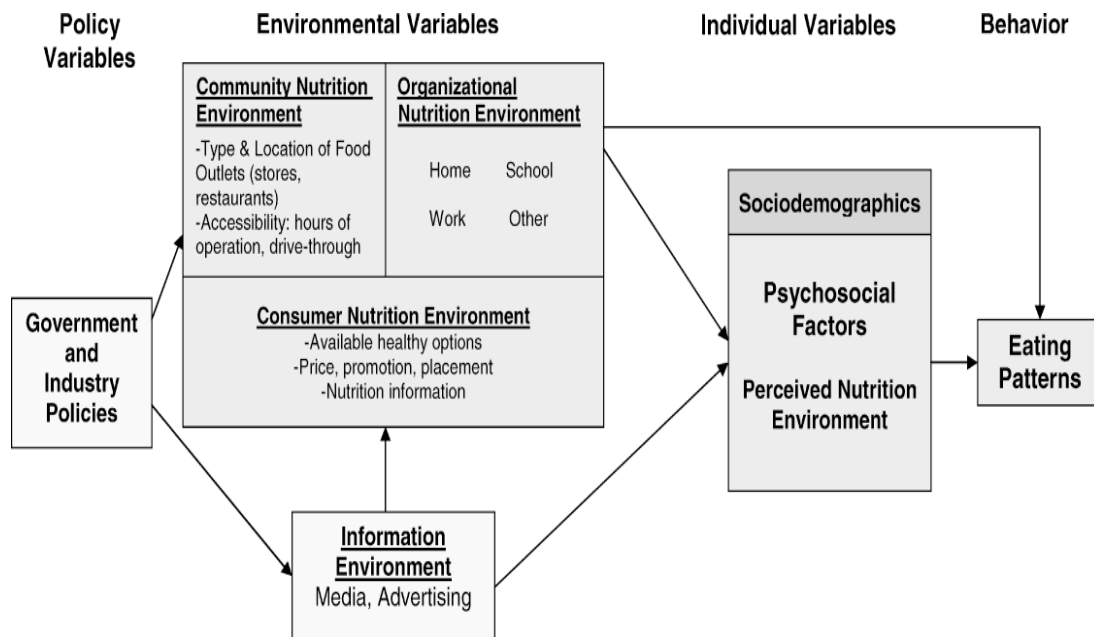 Policy
Variables
Environmental Variables
Individual Variables
Behavior
Community Nutrition
Environment
-Type & Location of Food
Outlets (stores,
restaurants)
-Accessibility: hours of
operation, drive-through
Organizational
Nutrition Environment
Home School
Work Other
Consumer Nutrition Environment
-Available healthy options
-Price, promotion, placement
-Nutrition information
Government
and
Industry
Policies
Information
Environment
Media, Advertising
Sociodemographics
Psychosocial
Factors
Perceived Nutrition
Environment
Eating
Patterns